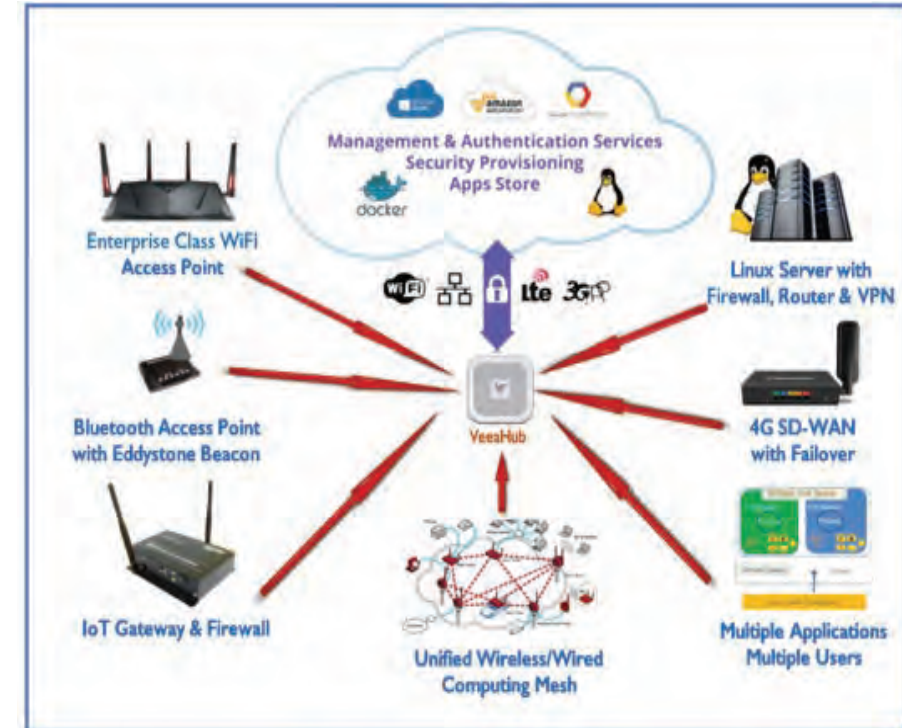 amazon
Management & Authentication Services
Security Provisioning
Apps Store
docker
Enterprise Class WiFi
Access Point
Linux Server with
Firewall, Router & VPN
WiFi
lte
3GPP
Bluetooth Access Point
with Eddystone Beacon
VeeaHub
4G SD-WAN
with Failover
IoT Gateway & Firewall
Unified Wireless/Wired
Computing Mesh
Multiple Applications
Multiple Users